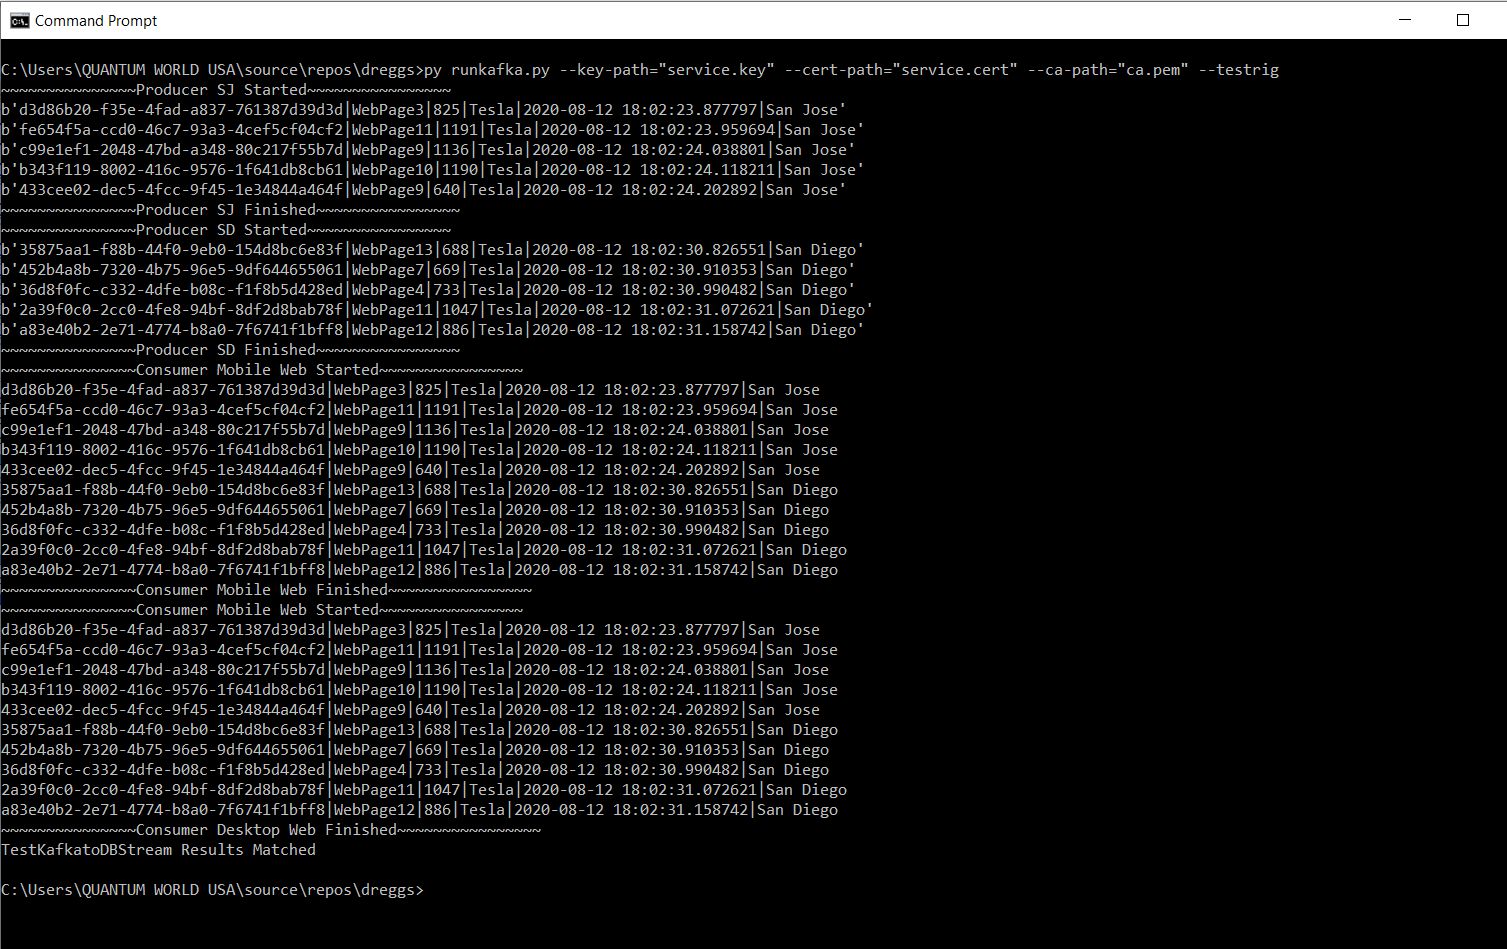 Command Prompt
C:\Users\QUANTUM WORLD USA\source\repos\dreggs>py runkafka.py --key-path="service.key" --cert-path="service.cert" --ca-path="ca.pem" --testrig
~~~~~~~~~~~~~~~Producer SJ Started~~~~~~~~~~~~~~~~
b'd3d86b20-f35e-4fad-a837-761387d39d3d|WebPage3|825|Tesla|2020-08-12 18:02:23.877797|San Jose'
b'fe654f5a-ccd0-46c7-93a3-4cef5cf04cf2|WebPage11|1191|Tesla|2020-08-12 18:02:23.959694|San Jose'
b'c99e1ef1-2048-47bd-a348-80c217f55b7d|WebPage9|1136|Tesla|2020-08-12 18:02:24.038801|San Jose'
b'b343f119-8002-416c-9576-1f641db8cb61|WebPage10|1190|Tesla|2020-08-12 18:02:24.118211|San Jose'
b'433cee02-dec5-4fcc-9f45-1e34844a464f|WebPage9|640|Tesla|2020-08-12 18:02:24.202892|San Jose'
~~~~~~~~~~~~~~~Producer SJ Finished~~~~~~~~~~~~~~~~
~~~~~~~~~~~~~~~Producer SD Started~~~~~~~~~~~~~~~~
b'35875aa1-f88b-44f0-9eb0-154d8bc6e83f|WebPage13|688|Tesla|2020-08-12 18:02:30.826551|San Diego'
b'452b4a8b-7320-4b75-96e5-9df644655061|WebPage7|669|Tesla|2020-08-12 18:02:30.910353|San Diego'
b'36d8f0fc-c332-4dfe-b08c-f1f8b5d428ed|WebPage4|733|Tesla|2020-08-12 18:02:30.990482|San Diego'
b'2a39f0c0-2cc0-4fe8-94bf-8df2d8bab78f|WebPage11|1047|Tesla|2020-08-12 18:02:31.072621|San Diego'
b'a83e40b2-2e71-4774-b8a0-7f6741f1bff8|WebPage12|886|Tesla|2020-08-12 18:02:31.158742|San Diego'
~~~~~~~~~~~~~~~Producer SD Finished~~~~~~~~~~~~~~~~
~~~~~~~~~~~~~~~Consumer Mobile Web Started~~~~~~~~~~~~~~~~
d3d86b20-f35e-4fad-a837-761387d39d3d|WebPage3|825|Tesla|2020-08-12 18:02:23.877797|San Jose
fe654f5a-ccd0-46c7-93a3-4cef5cf04cf2|WebPage11|1191|Tesla|2020-08-12 18:02:23.959694|San Jose
c99e1ef1-2048-47bd-a348-80c217f55b7d|WebPage9|1136|Tesla|2020-08-12 18:02:24.038801|San Jose
b343f119-8002-416c-9576-1f641db8cb61|WebPage10|1190|Tesla|2020-08-12 18:02:24.118211|San Jose
433cee02-dec5-4fcc-9f45-1e34844a464f|WebPage9|640|Tesla|2020-08-12 18:02:24.202892|San Jose
35875aa1-f88b-44f0-9eb0-154d8bc6e83f|WebPage13|688|Tesla|2020-08-12 18:02:30.826551|San Diego
452b4a8b-7320-4b75-96e5-9df644655061|WebPage7|669|Tesla|2020-08-12 18:02:30.910353|San Diego
36d8f0fc-c332-4dfe-b08c-f1f8b5d428ed|WebPage4|733|Tesla|2020-08-12 18:02:30.990482|San Diego
2a39f0c0-2cc0-4fe8-94bf-8df2d8bab78f|WebPage11|1047|Tesla|2020-08-12 18:02:31.072621|San Diego
a83e40b2-2e71-4774-b8a0-7f6741f1bff8|WebPage12|886|Tesla|2020-08-12 18:02:31.158742|San Diego
~~~~~~~~~~~~~~~Consumer Mobile Web Finished~~~~~~~~~~~~~~~~
~~~~~~~~~~~~~~~Consumer Mobile Web Started~~~~~~~~~~~~~~~~
d3d86b20-f35e-4fad-a837-761387d39d3d|WebPage3|825|Tesla|2020-08-12 18:02:23.877797|San Jose
fe654f5a-ccd0-46c7-93a3-4cef5cf04cf2|WebPage11|1191|Tesla|2020-08-12 18:02:23.959694|San Jose
c99e1ef1-2048-47bd-a348-80c217f55b7d|WebPage9|1136|Tesla|2020-08-12 18:02:24.038801|San Jose
b343f119-8002-416c-9576-1f641db8cb61|WebPage10|1190|Tesla|2020-08-12 18:02:24.118211|San Jose
433cee02-dec5-4fcc-9f45-1e34844a464f|WebPage9|640|Tesla|2020-08-12 18:02:24.202892|San Jose
35875aa1-f88b-44f0-9eb0-154d8bc6e83f|WebPage13|688|Tesla|2020-08-12 18:02:30.826551|San Diego
452b4a8b-7320-4b75-96e5-9df644655061|WebPage7|669|Tesla|2020-08-12 18:02:30.910353|San Diego
36d8f0fc-c332-4dfe-b08c-f1f8b5d428ed|WebPage4|733|Tesla|2020-08-12 18:02:30.990482|San Diego
2a39f0c0-2cc0-4fe8-94bf-8df2d8bab78f|WebPage11|1047|Tesla|2020-08-12 18:02:31.072621|San Diego
a83e40b2-2e71-4774-b8a0-7f6741f1bff8|WebPage12|886|Tesla|2020-08-12 18:02:31.158742|San Diego
~~~~~~~~~~~~~~~Consumer Desktop Web Finished~~~~~~~~~~~~~~~~
TestKafkatoDBStream Results Matched
C:\Users\QUANTUM WORLD USA\source\repos\dreggs>